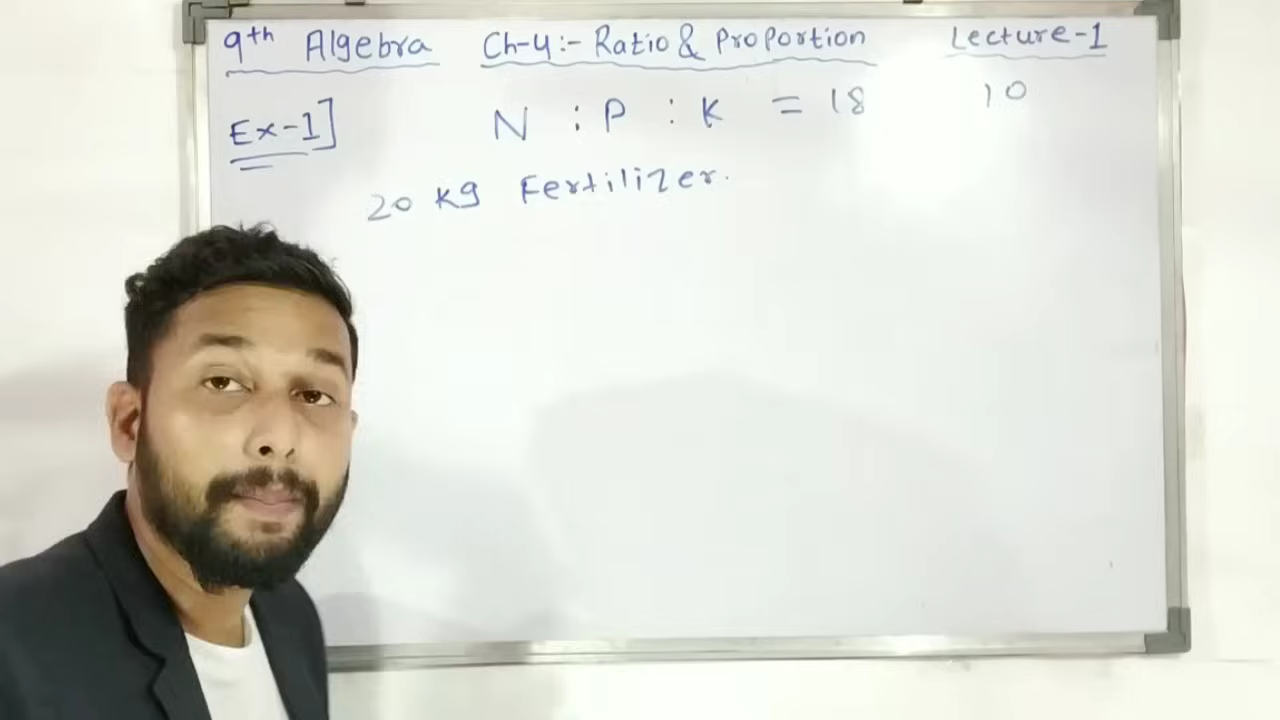 9th Algebra Ch-4:- Ratio & Proportion Lecture-1
Ex-1] N : P : K = 18 10
20 kg Fertilizer.